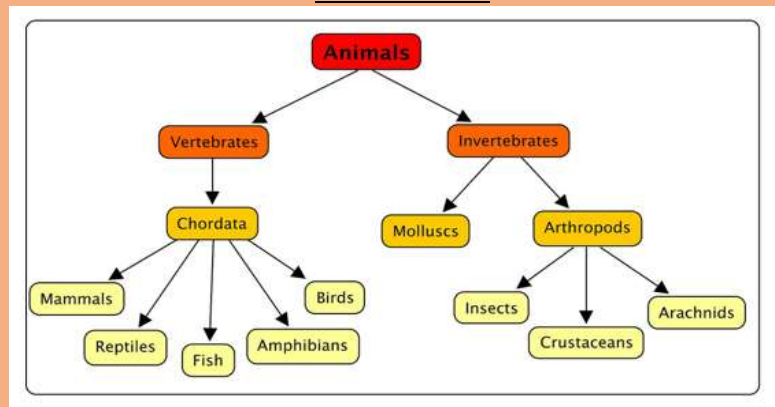 Animals
Vertebrates
Invertebrates
Chordata
Molluscs
Arthropods
Mammals
Reptiles
Fish
Amphibians
Birds
Insects
Crustaceans
Arachnids